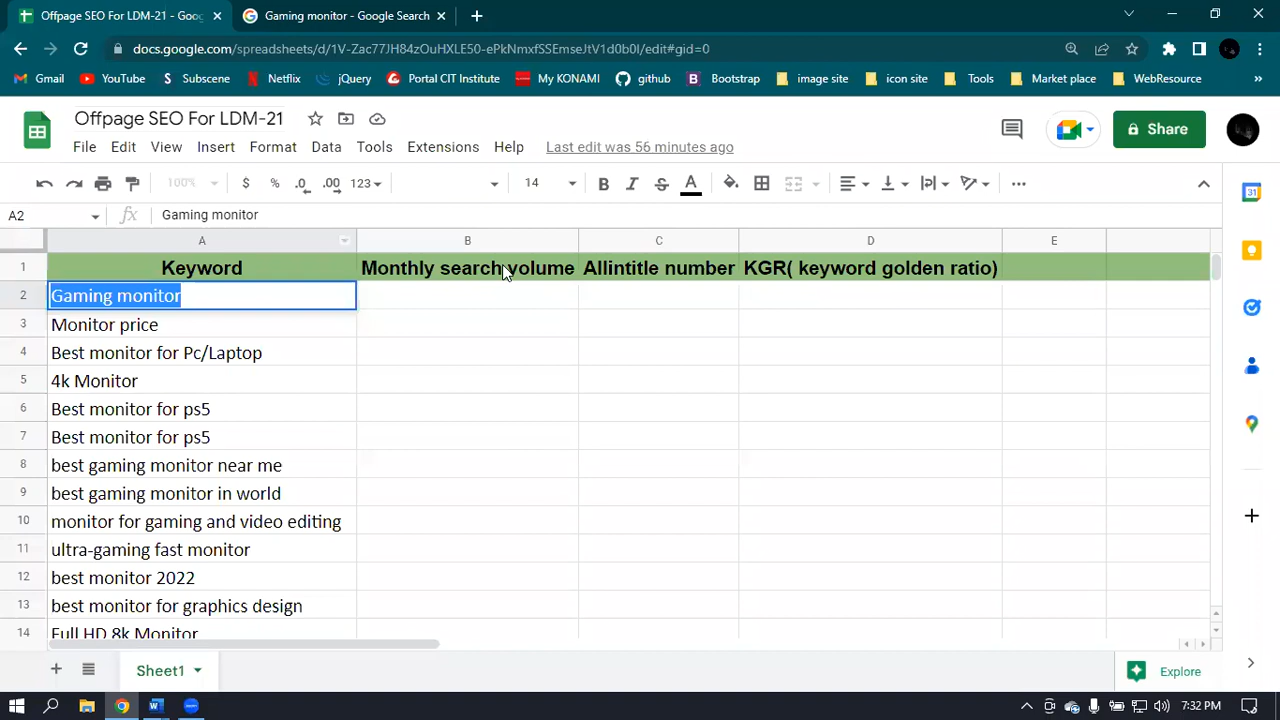 Offpage SEO For LDM-21 - Goog
Gaming monitor - Google Search
docs.google.com/spreadsheets/d/1V-Zac77JH84zOuHXLE50-ePkNmxfSSEmseJtV1d0b0I/edit#gid=0
Gmail YouTube Subscene Netflix jQuery Portal CIT Institute My KONAMI github Bootstrap image site icon site Tools Market place WebResource »
Offpage SEO For LDM-21
Share
File Edit View Insert Format Data Tools Extensions Help Last edit was 56 minutes ago
100% $ % .0 .00 123 14 B I S A
A2 fx Gaming monitor
A B C D E
1 Keyword Monthly search volume Allintitle number KGR( keyword golden ratio)
2 Gaming monitor
3 Monitor price
4 Best monitor for Pc/Laptop
5 4k Monitor
6 Best monitor for ps5
7 Best monitor for ps5
8 best gaming monitor near me
9 best gaming monitor in world
10 monitor for gaming and video editing
11 ultra-gaming fast monitor
12 best monitor 2022
13 best monitor for graphics design
14 Full HD 8k Monitor
Sheet1
Explore
7:32 PM
31